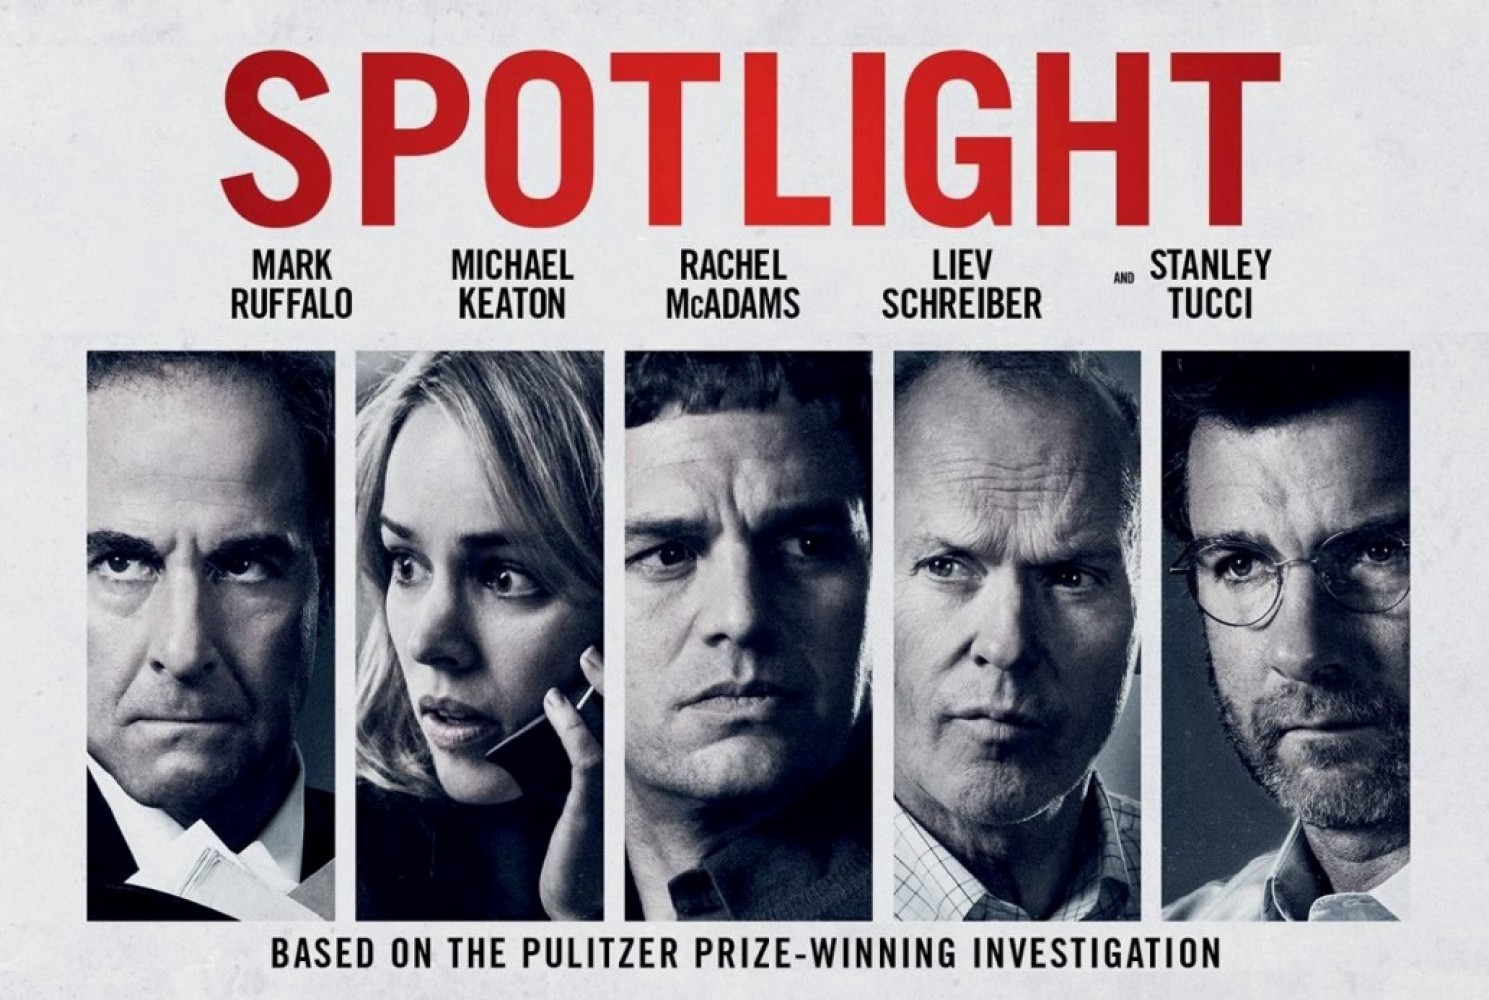 SPOTLIGHT
MARK
RUFFALO
MICHAEL
KEATON
RACHEL
McADAMS
LIEV
SCHREIBER
AND STANLEY
TUCCI
BASED ON THE PULITZER PRIZE-WINNING INVESTIGATION